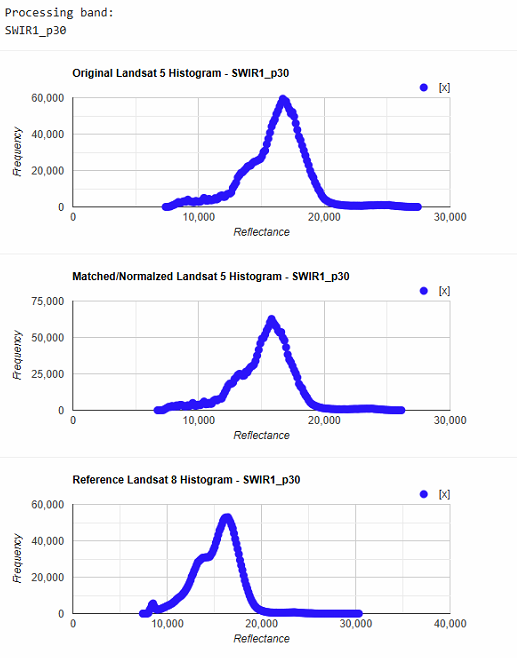 Processing band:
SWIR1_p30
Original Landsat 5 Histogram - SWIR1_p30
[x]
60,000
40,000
20,000
0
Frequency
0 10,000 20,000 30,000
Reflectance
Matched/Normalzed Landsat 5 Histogram - SWIR1_p30
[x]
75,000
50,000
25,000
0
Frequency
0 10,000 20,000 30,000
Reflectance
Reference Landsat 8 Histogram - SWIR1_p30
[x]
60,000
40,000
20,000
0
Frequency
0 10,000 20,000 30,000 40,000
Reflectance